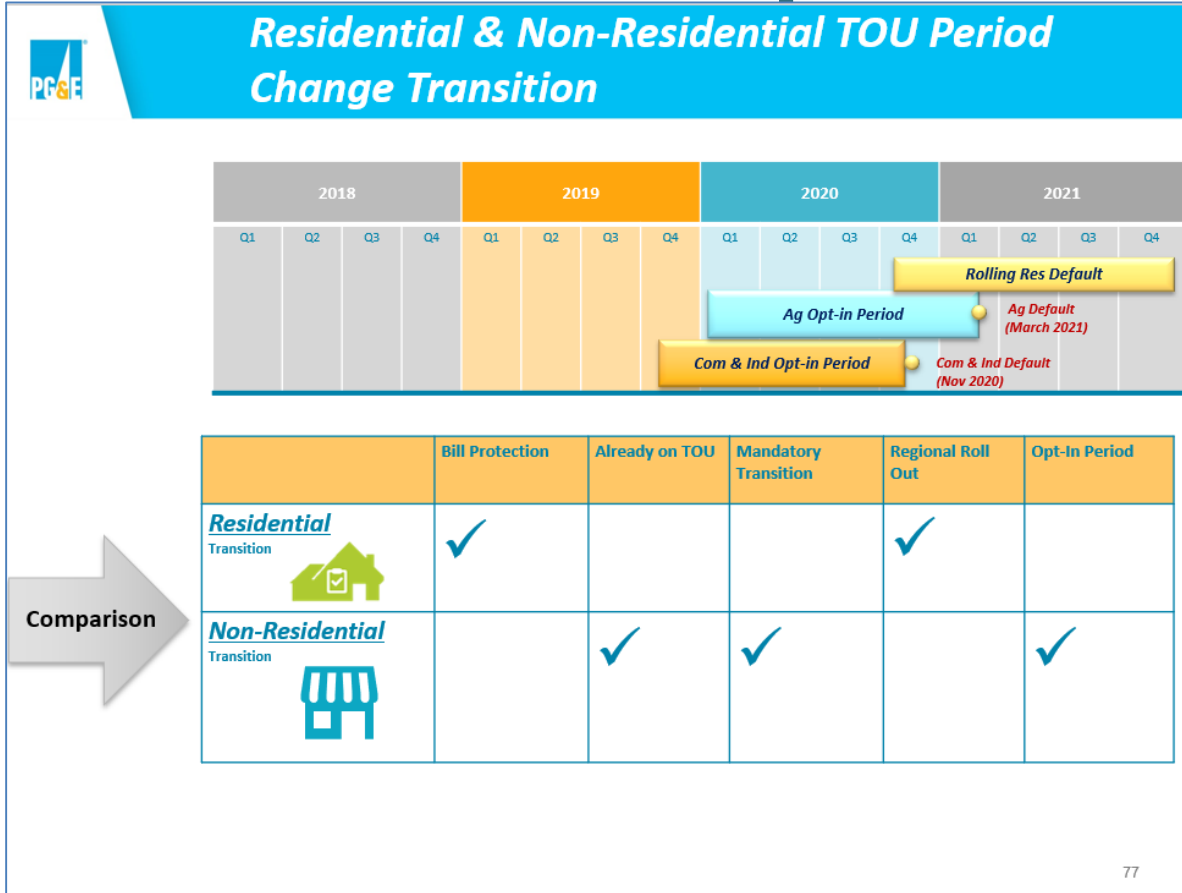 PG&E
Residential & Non-Residential TOU Period
Change Transition
2018 2019 2020 2021
Q1 Q2 Q3 Q4 Q1 Q2 Q3 Q4 Q1 Q2 Q3 Q4 Q1 Q2 Q3 Q4
Rolling Res Default
Ag Opt-in Period
Ag Default
(March 2021)
Com & Ind Opt-in Period
Com & Ind Default
(Nov 2020)
Bill Protection
Already on TOU
Mandatory
Transition
Regional Roll
Out
Opt-In Period
Residential
Transition
Comparison
Non-Residential
Transition
77